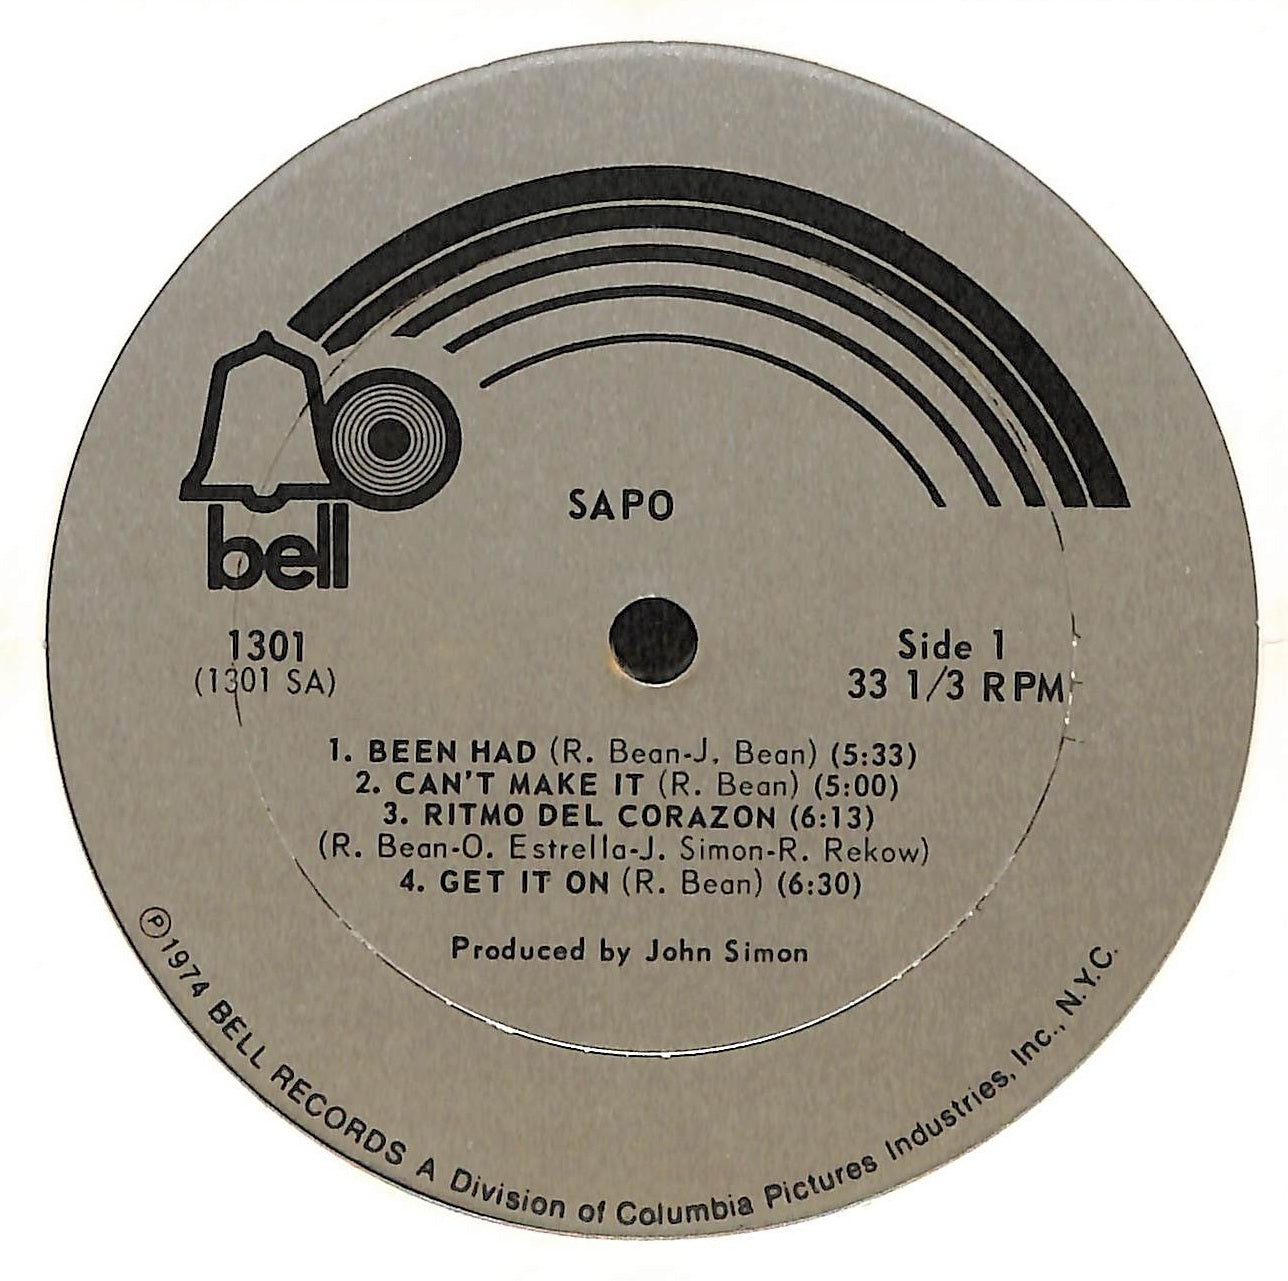 SAPO
bell
1301
(1301 SA)
Side 1
33 1/3 RPM
1. BEEN HAD (R. Bean-J. Bean) (5:33)
2. CAN'T MAKE IT (R. Bean) (5:00)
3. RITMO DEL CORAZON (6:13)
(R. Bean-O. Estrella-J. Simon-R. Rekow)
4. GET IT ON (R. Bean) (6:30)
Produced by John Simon
℗1974 BELL RECORDS A Division of Columbia Pictures Industries, Inc., N.Y.C.